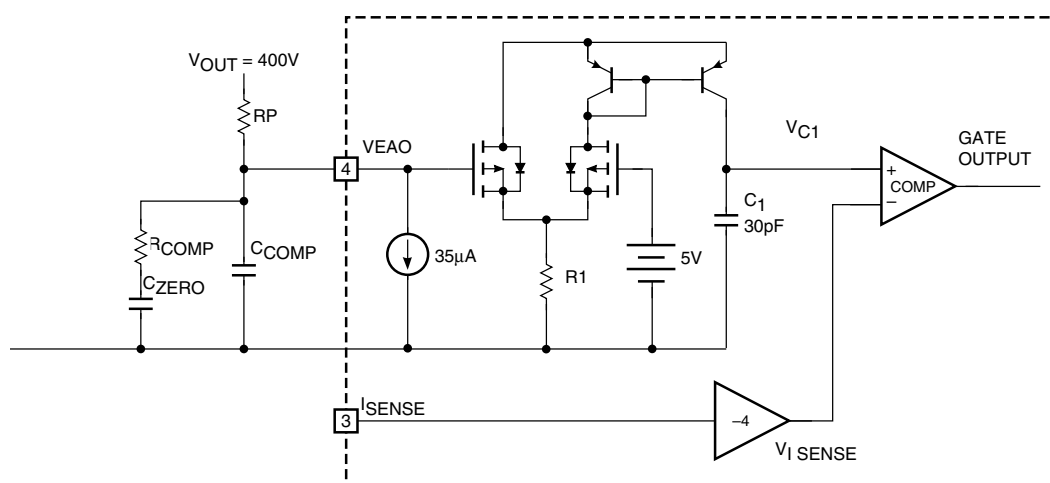 VOUT = 400V
RP
VEAO
4
RCOMP
CZERO
CCOMP
35µA
R1
5V
VC1
C1
30pF
+
COMP
–
GATE
OUTPUT
3
ISENSE
–4
VI SENSE